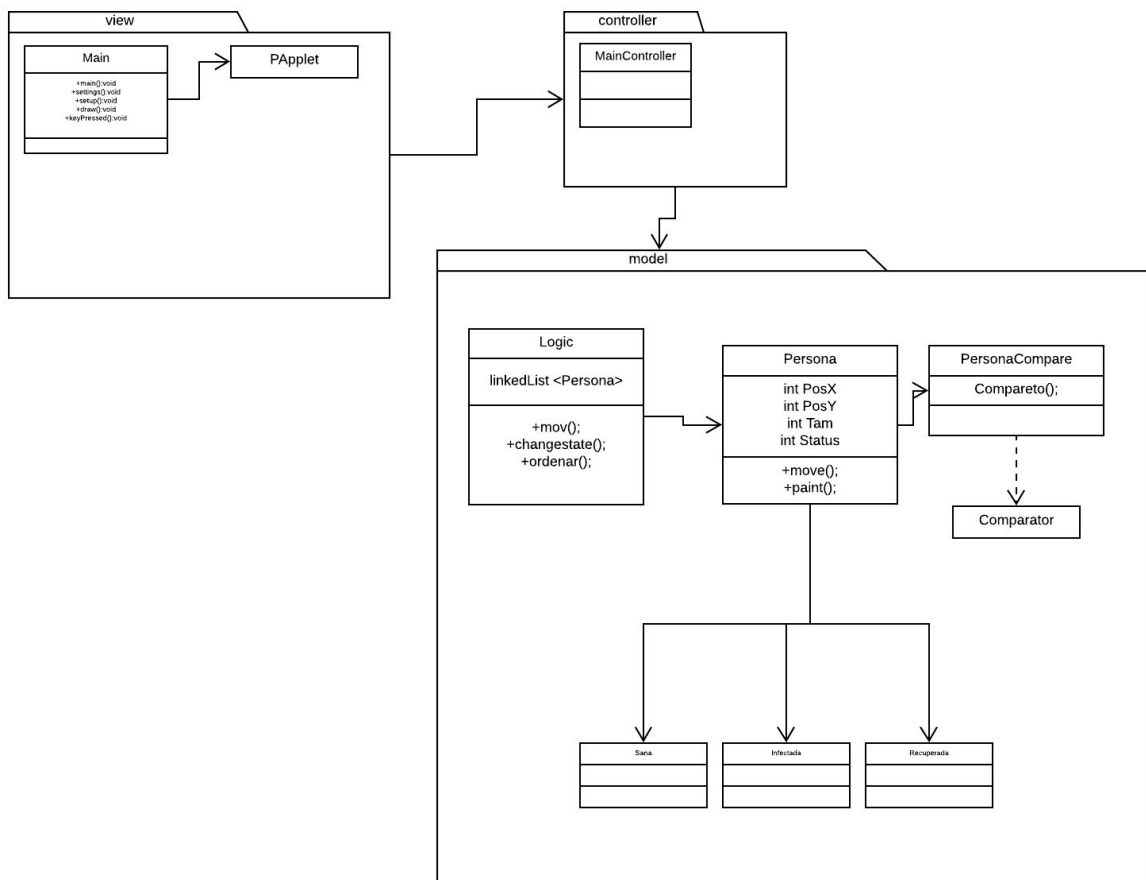 view
Main
+main():void
+settings():void
+setup():void
+draw():void
+keyPressed():void
PApplet
controller
MainController
model
Logic
linkedList <Persona>
+mov();
+changestate();
+ordenar();
Persona
int PosX
int PosY
int Tam
int Status
+move();
+paint();
PersonaCompare
Compareto();
Comparator
Sana
Infectada
Recuperada